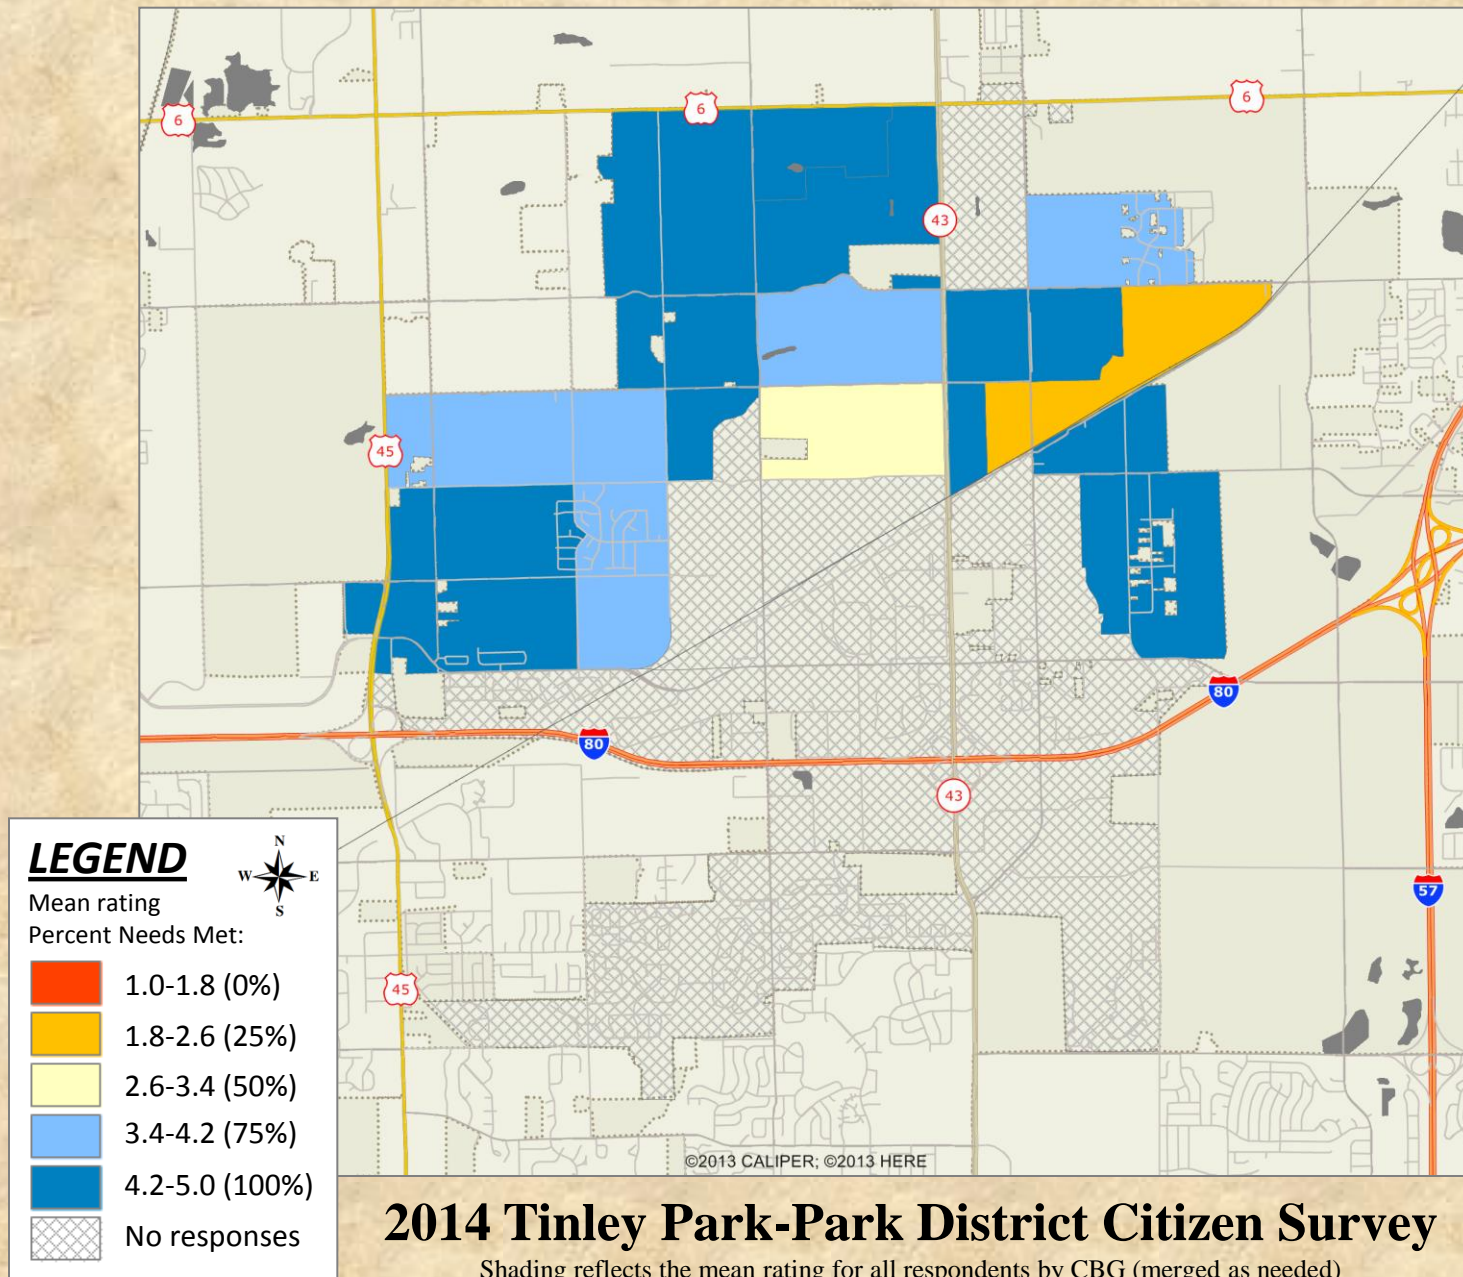 6
6
6
43
45
80
80
43
57
45
LEGEND
N
W E
S
Mean rating
Percent Needs Met:
1.0-1.8 (0%)
1.8-2.6 (25%)
2.6-3.4 (50%)
3.4-4.2 (75%)
4.2-5.0 (100%)
No responses
©2013 CALIPER; ©2013 HERE
2014 Tinley Park-Park District Citizen Survey
Shading reflects the mean rating for all respondents by CBG (merged as needed)